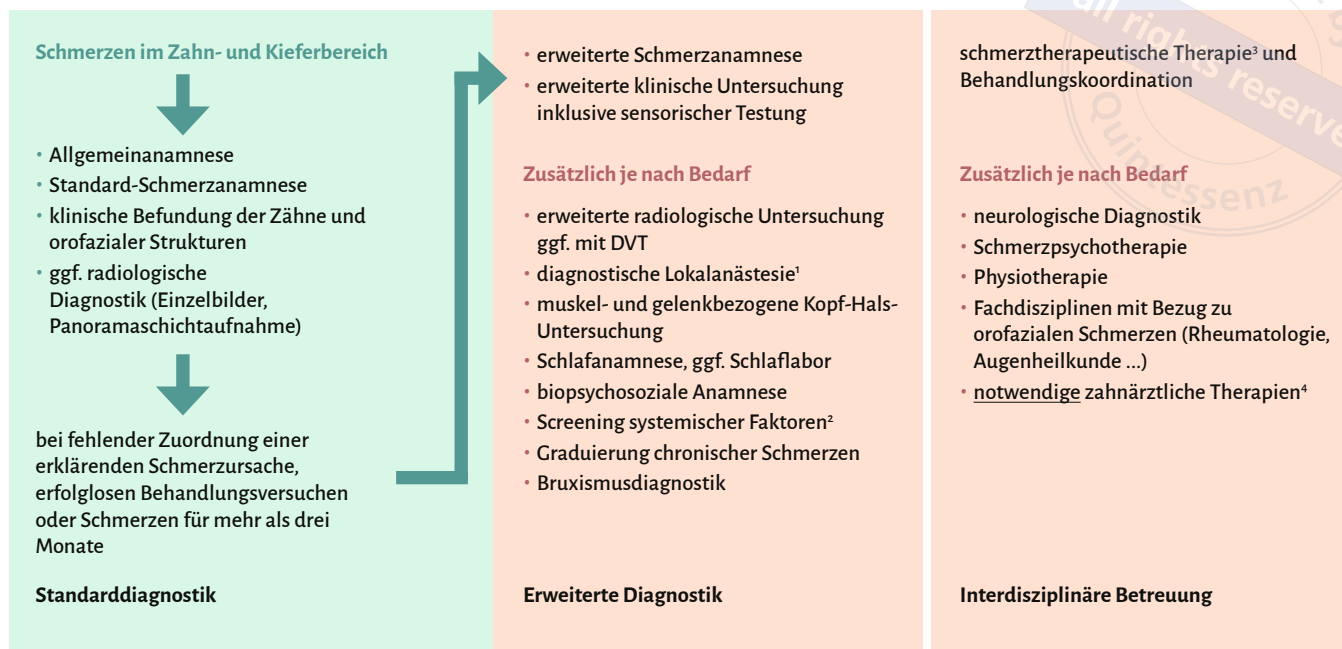 Schmerzen im Zahn- und Kieferbereich
• Allgemeinanamnese
• Standard-Schmerzanamnese
• klinische Befundung der Zähne und
orofazialer Strukturen
• ggf. radiologische
Diagnostik (Einzelbilder,
Panoramaschichtaufnahme)
bei fehlender Zuordnung einer
erklärenden Schmerzursache,
erfolglosen Behandlungsversuchen
oder Schmerzen für mehr als drei
Monate
Standarddiagnostik
• erweiterte Schmerzanamnese
• erweiterte klinische Untersuchung
inklusive sensorischer Testung
Zusätzlich je nach Bedarf
• erweiterte radiologische Untersuchung
ggf. mit DVT
• diagnostische Lokalanästesie¹
• muskel- und gelenkbezogene Kopf-Hals-
Untersuchung
• Schlafanamnese, ggf. Schlaflabor
• biopsychosoziale Anamnese
• Screening systemischer Faktoren²
• Graduierung chronischer Schmerzen
• Bruxismusdiagnostik
Erweiterte Diagnostik
schmerztherapeutische Therapie³ und
Behandlungskoordination
Zusätzlich je nach Bedarf
• neurologische Diagnostik
• Schmerzpsychotherapie
• Physiotherapie
• Fachdisziplinen mit Bezug zu
orofazialen Schmerzen (Rheumatologie,
Augenheilkunde ...)
• notwendige zahnärztliche Therapien⁴
Interdisziplinäre Betreuung
all rights reserve
Quintessenz